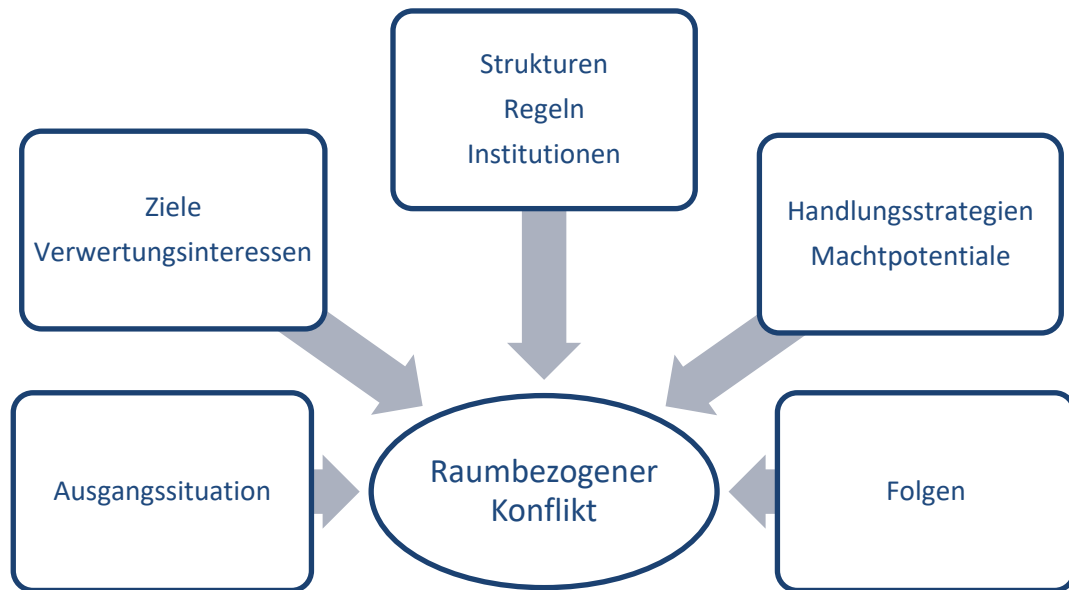 Strukturen
Regeln
Institutionen
Ziele
Verwertungsinteressen
Handlungsstrategien
Machtpotentiale
Ausgangssituation
Raumbezogener
Konflikt
Folgen